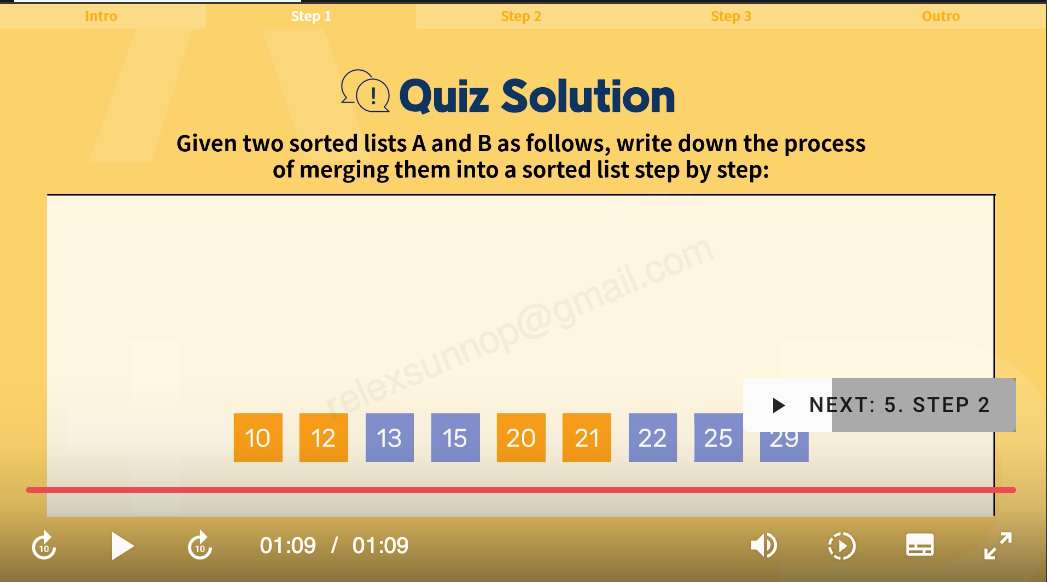 Intro Step 1 Step 2 Step 3 Outro
! Quiz Solution
Given two sorted lists A and B as follows, write down the process
of merging them into a sorted list step by step:
relexsunnop@gmail.com
NEXT: 5. STEP 2
10 12 13 15 20 21 22 25 29
10 10 01:09 / 01:09